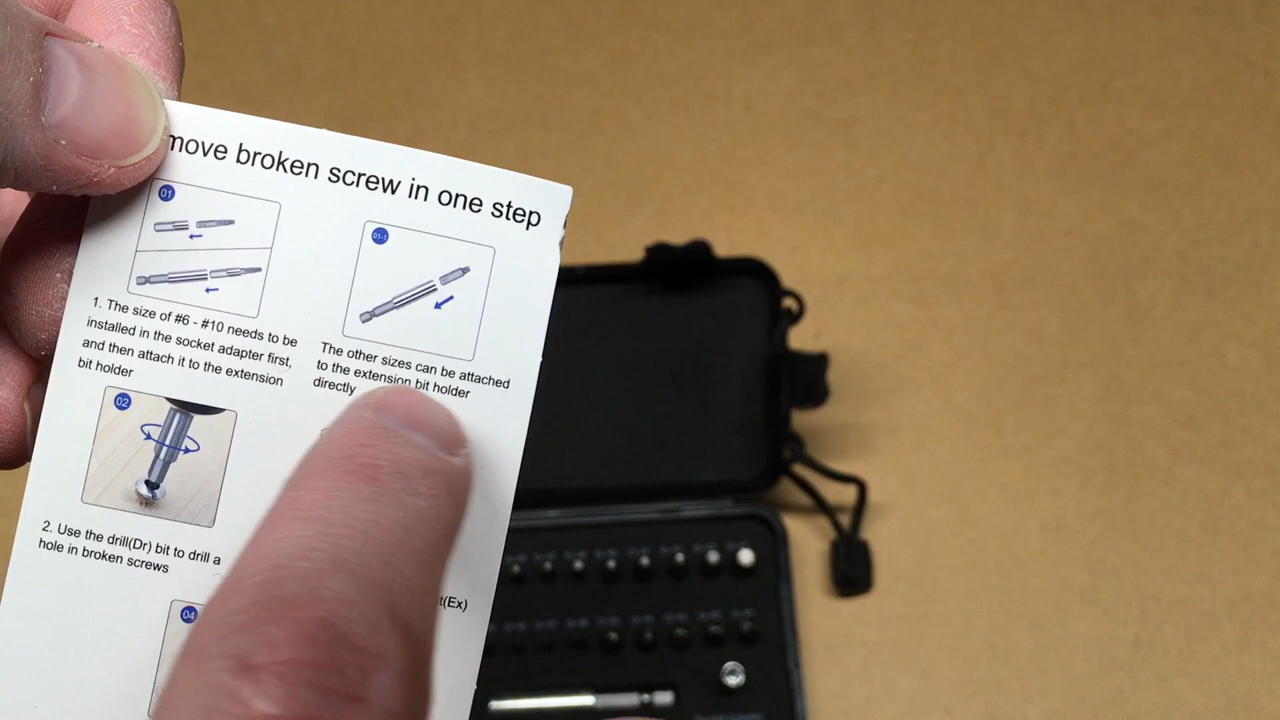 move broken screw in one step
01
01-1
1. The size of #6 - #10 needs to be
installed in the socket adapter first,
and then attach it to the extension
bit holder
The other sizes can be attached
to the extension bit holder
directly
02
2. Use the drill(Dr) bit to drill a
hole in broken screws
t(Ex)
04